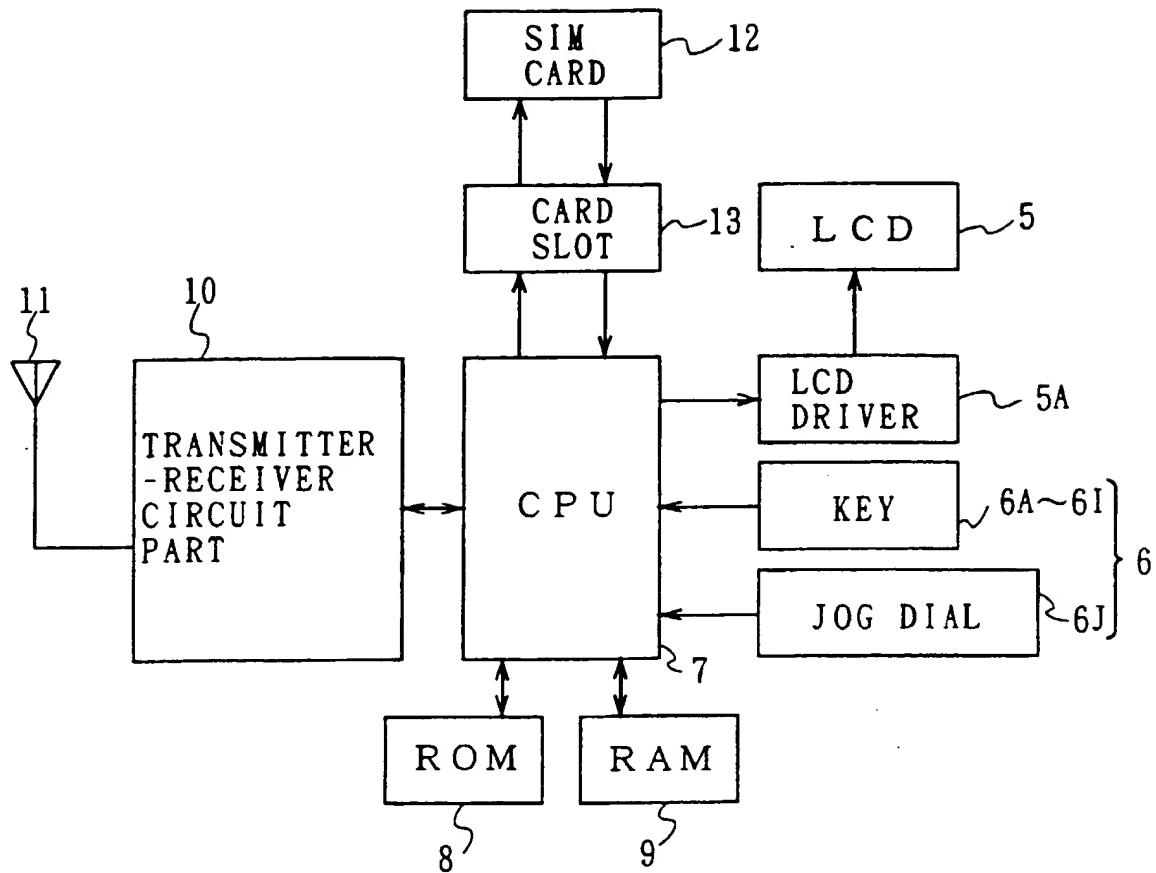 SIM
CARD
12
CARD
SLOT
13
LCD
5
11
10
TRANSMITTER
-RECEIVER
CIRCUIT
PART
CPU
7
LCD
DRIVER
5A
KEY
6A~6I
JOG DIAL
6J
6
ROM
8
RAM
9